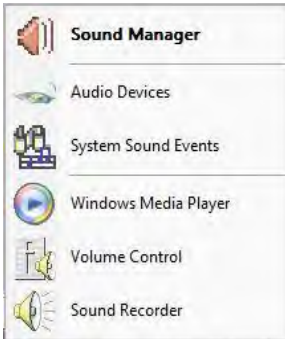 Sound Manager
Audio Devices
System Sound Events
Windows Media Player
Volume Control
Sound Recorder